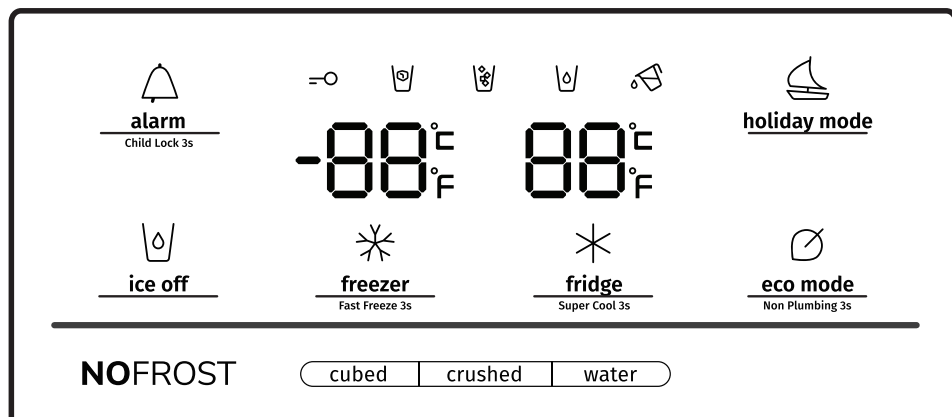 alarm
Child Lock 3s
-88°C °F
88°C °F
holiday mode
ice off
freezer
Fast Freeze 3s
fridge
Super Cool 3s
eco mode
Non Plumbing 3s
NOFROST
cubed
crushed
water